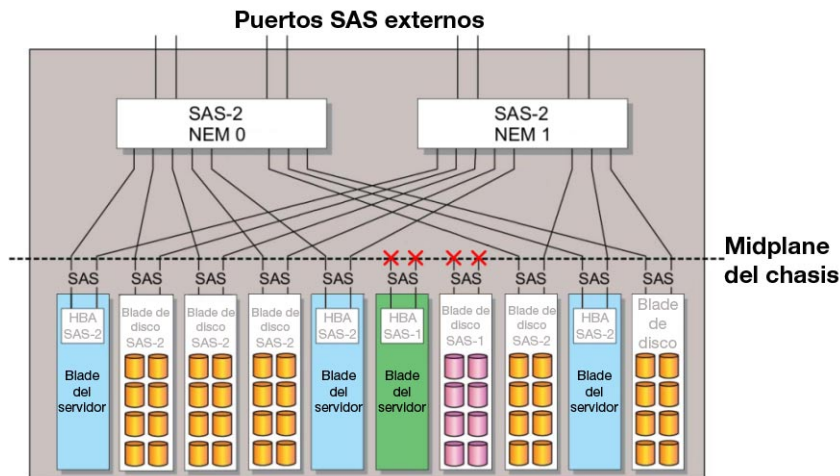 Puertos SAS externos
SAS-2
NEM 0
SAS-2
NEM 1
Midplane
del chasis
SAS
SAS
SAS
SAS
SAS
SAS
SAS
SAS
SAS
SAS
HBA
SAS-2
Blade
del
servidor
Blade de
disco
SAS-2
Blade de
disco
SAS-2
Blade de
disco
SAS-2
HBA
SAS-2
Blade
del
servidor
HBA
SAS-1
Blade
del
servidor
Blade de
disco
SAS-1
Blade de
disco
SAS-2
HBA
SAS-2
Blade
del
servidor
Blade
de
disco